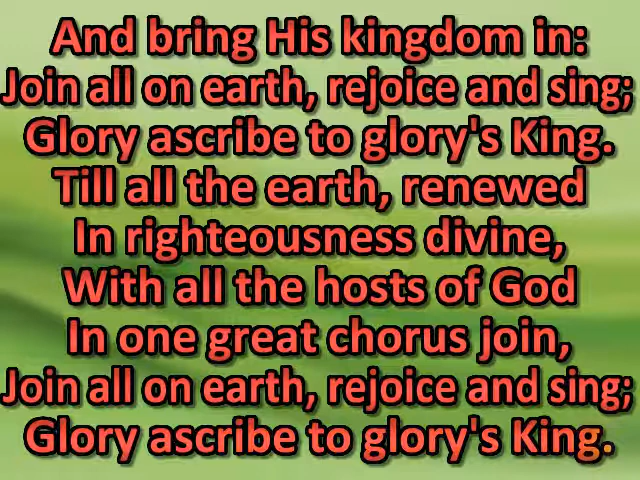 And bring His kingdom in:
Join all on earth, rejoice and sing;
Glory ascribe to glory's King.
Till all the earth, renewed
In righteousness divine,
With all the hosts of God
In one great chorus join,
Join all on earth, rejoice and sing;
Glory ascribe to glory's King.